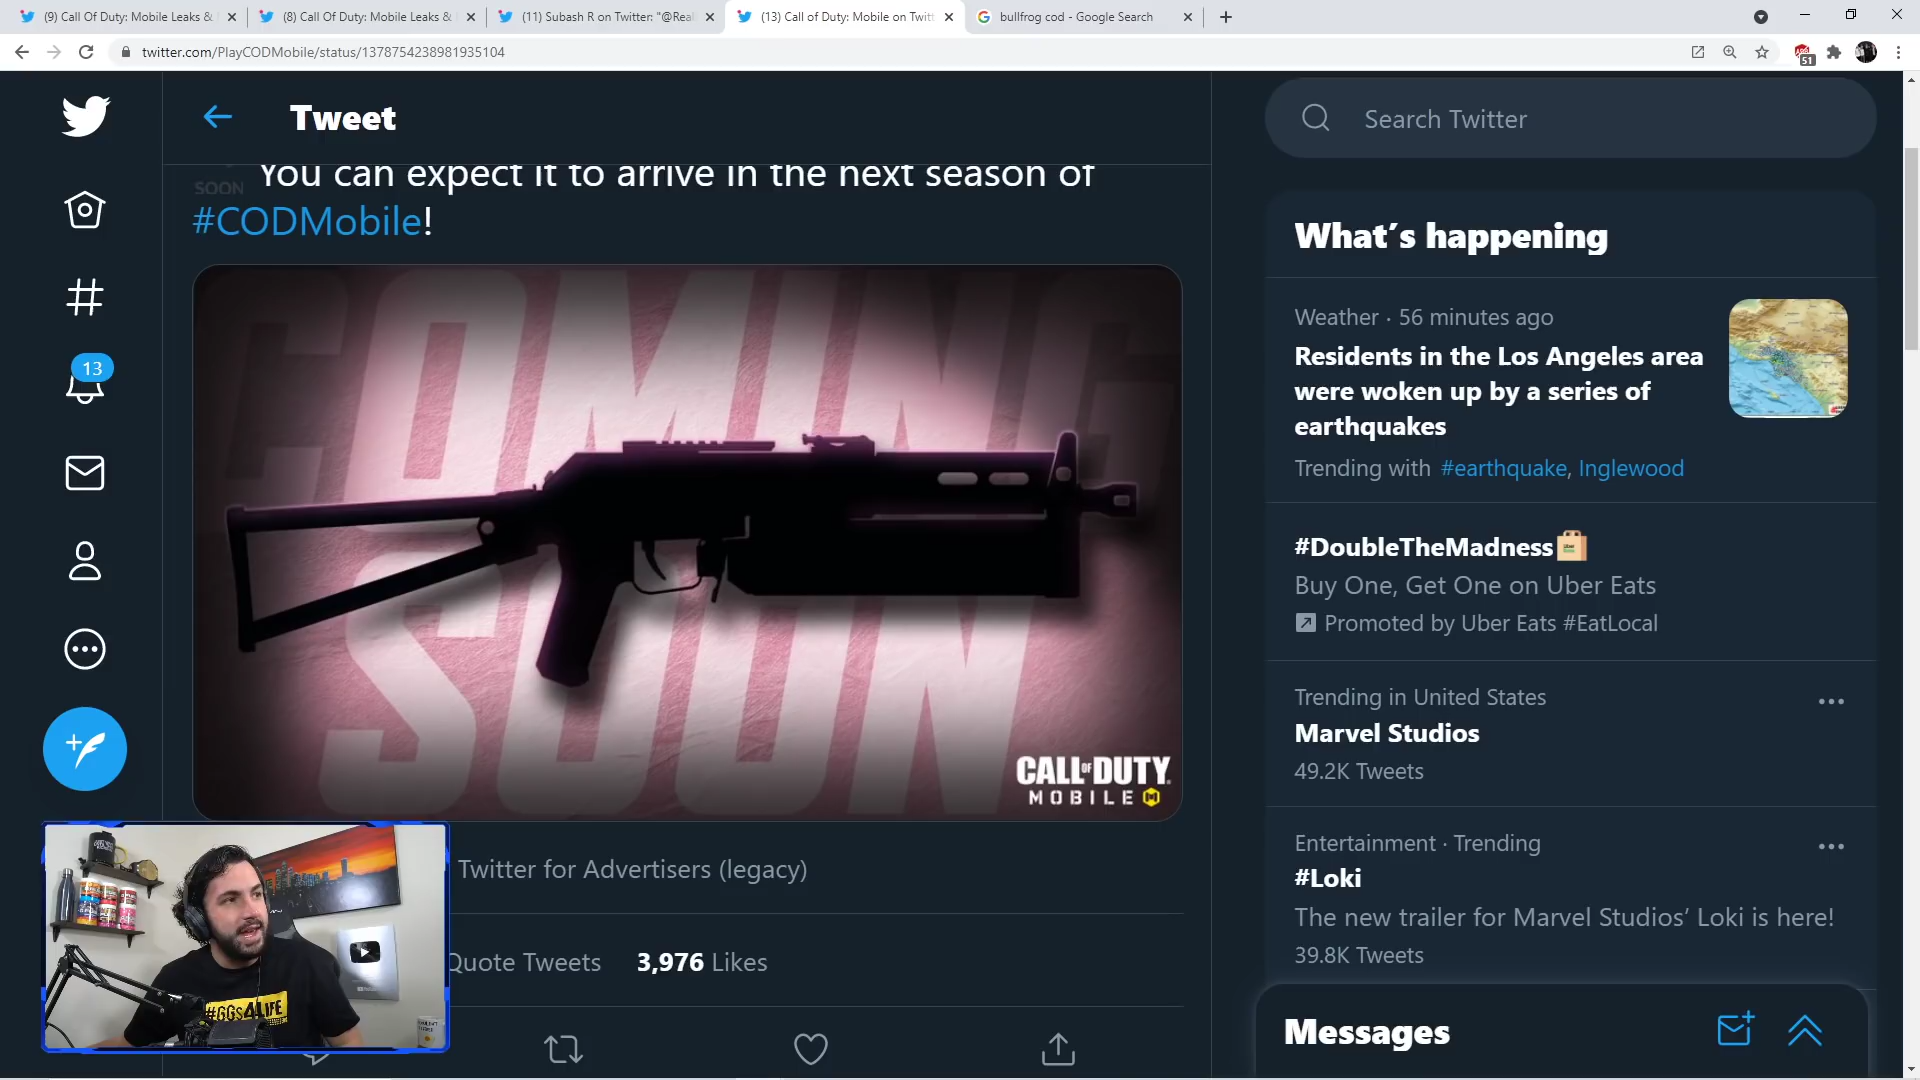 (9) Call Of Duty: Mobile Leaks &
(8) Call Of Duty: Mobile Leaks &
(11) Subash R on Twitter: "@Real
(13) Call of Duty: Mobile on Twitt
bullfrog cod - Google Search
twitter.com/PlayCODMobile/status/1378754238981935104
51
Tweet
Search Twitter
SOON
You can expect it to arrive in the next season of
#CODMobile!
COMING
SOON
CALL OF DUTY
MOBILE
What's happening
Weather · 56 minutes ago
Residents in the Los Angeles area
were woken up by a series of
earthquakes
Trending with #earthquake, Inglewood
#DoubleTheMadness
Buy One, Get One on Uber Eats
Promoted by Uber Eats #EatLocal
Trending in United States
Marvel Studios
49.2K Tweets
Entertainment · Trending
#Loki
The new trailer for Marvel Studios' Loki is here!
39.8K Tweets
Messages
13
Twitter for Advertisers (legacy)
Quote Tweets 3,976 Likes
#GGS4LIFE